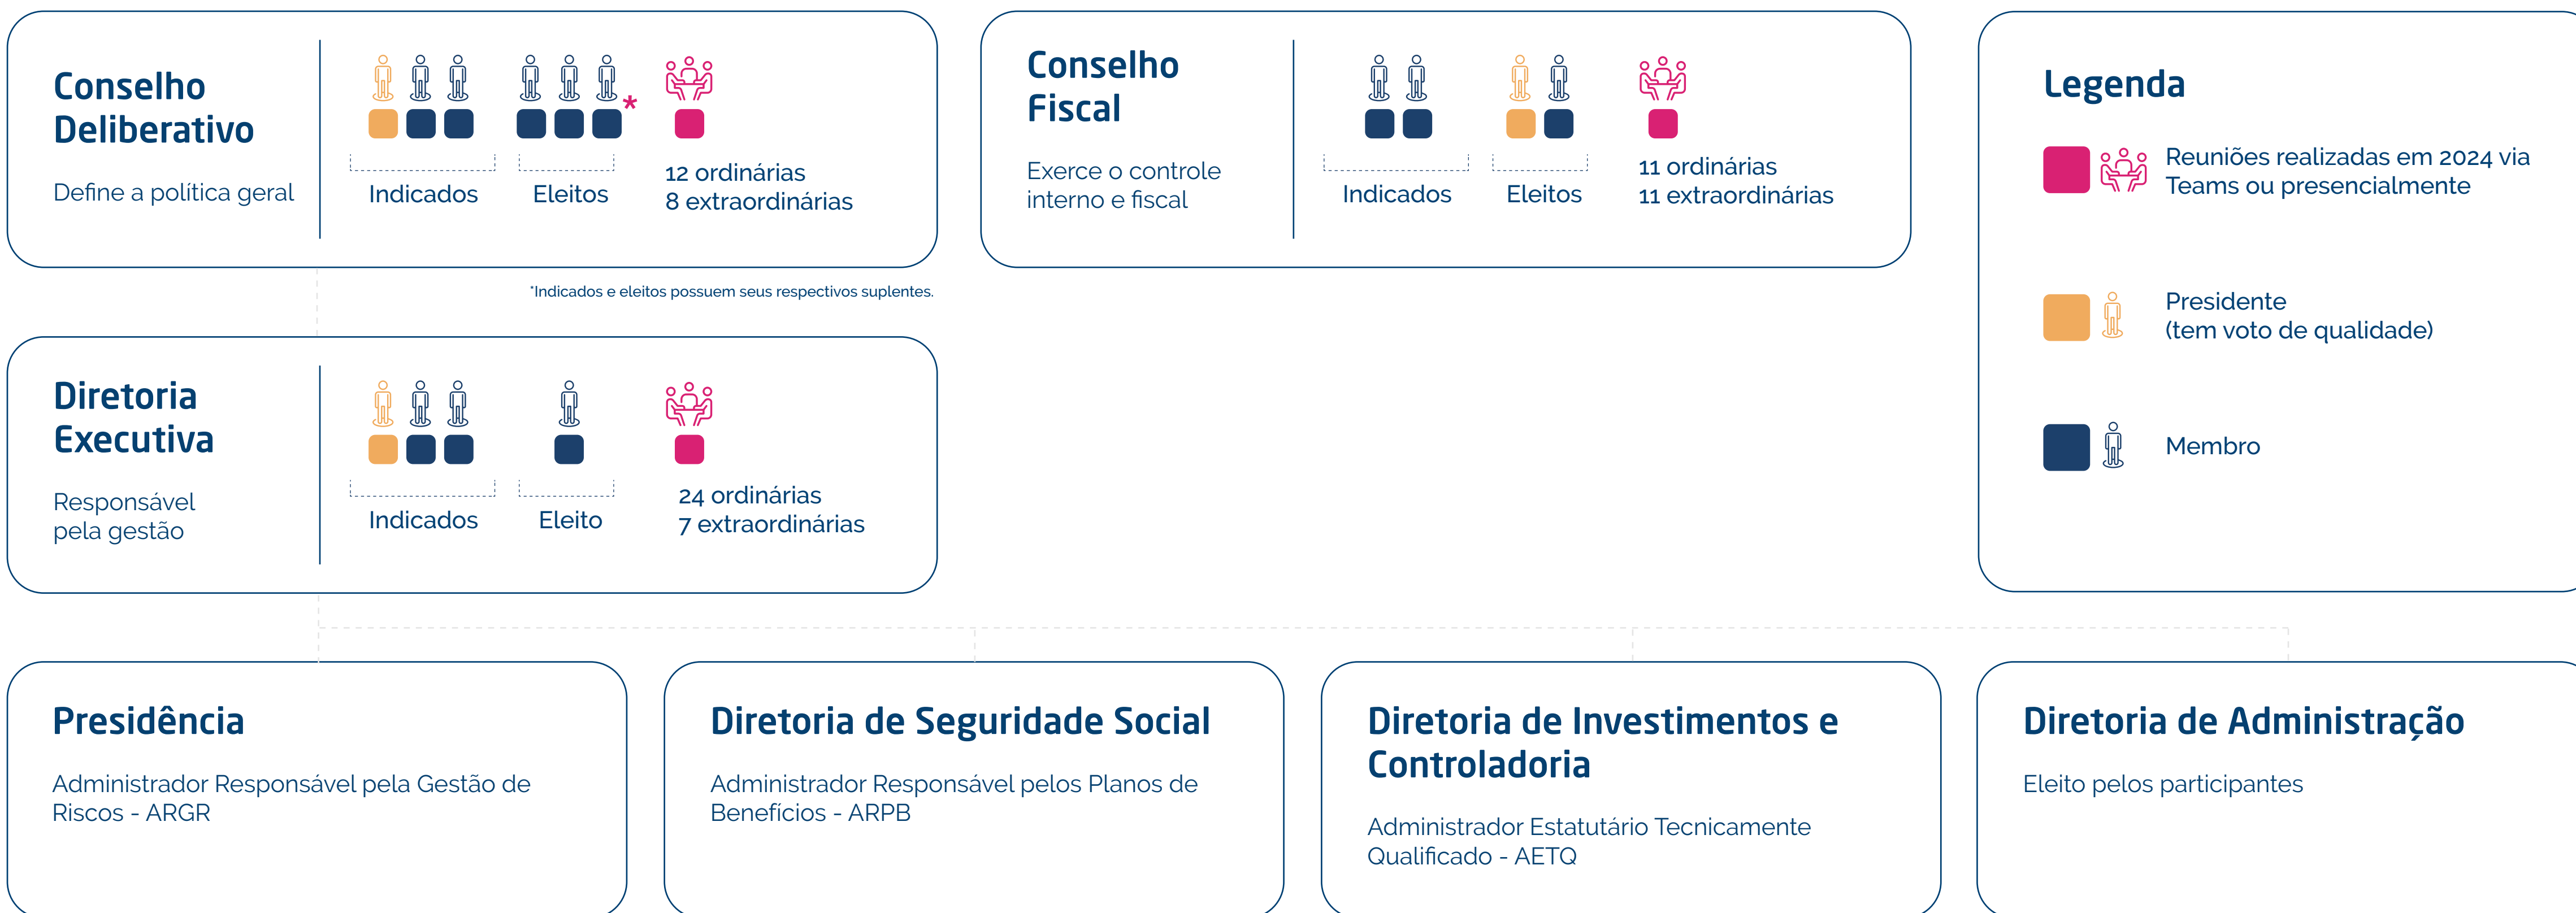 Conselho
Deliberativo
Define a política geral
*
Indicados
Eleitos
12 ordinárias
8 extraordinárias
*Indicados e eleitos possuem seus respectivos suplentes.
Conselho
Fiscal
Exerce o controle
interno e fiscal
Indicados
Eleitos
11 ordinárias
11 extraordinárias
Legenda
Reuniões realizadas em 2024 via
Teams ou presencialmente
Presidente
(tem voto de qualidade)
Membro
Diretoria
Executiva
Responsável
pela gestão
Indicados
Eleito
24 ordinárias
7 extraordinárias
Presidência
Administrador Responsável pela Gestão de
Riscos - ARGR
Diretoria de Seguridade Social
Administrador Responsável pelos Planos de
Benefícios - ARPB
Diretoria de Investimentos e
Controladoria
Administrador Estatutário Tecnicamente
Qualificado - AETQ
Diretoria de Administração
Eleito pelos participantes